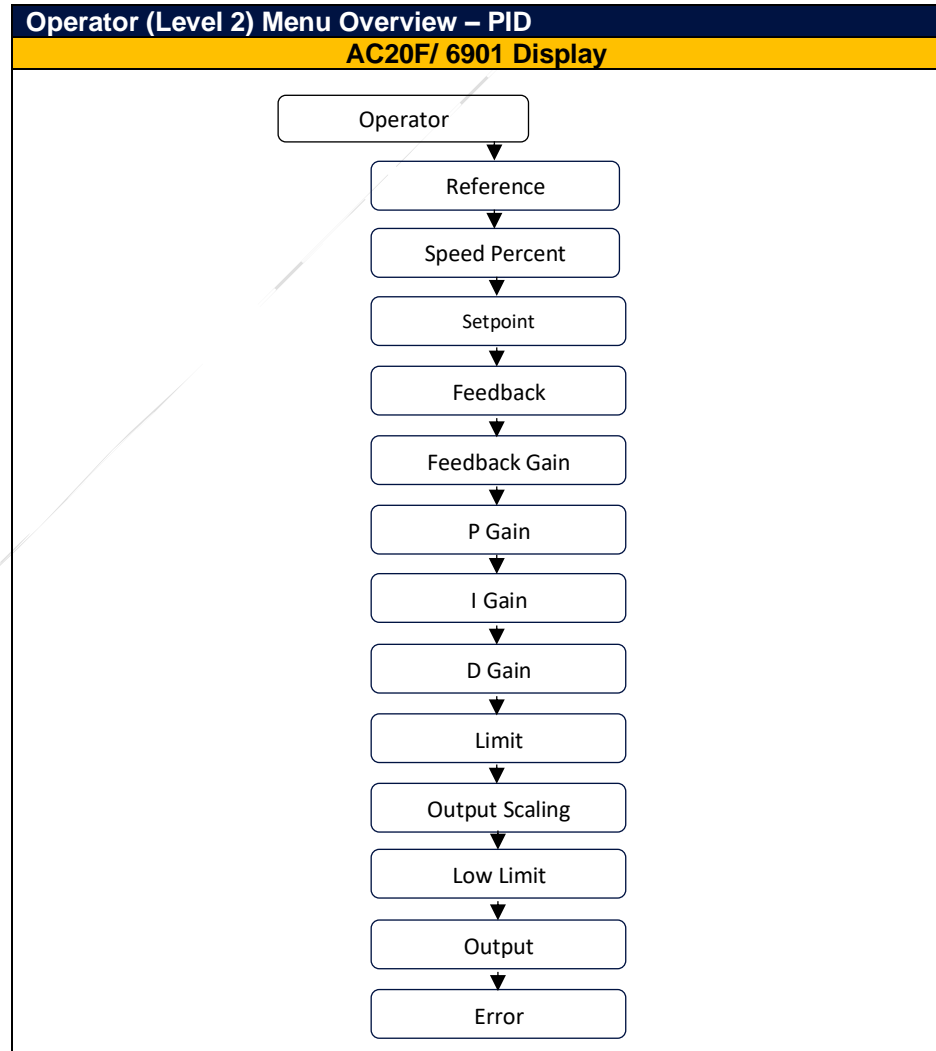 Operator (Level 2) Menu Overview – PID
AC20F/ 6901 Display
Operator
Reference
Speed Percent
Setpoint
Feedback
Feedback Gain
P Gain
I Gain
D Gain
Limit
Output Scaling
Low Limit
Output
Error